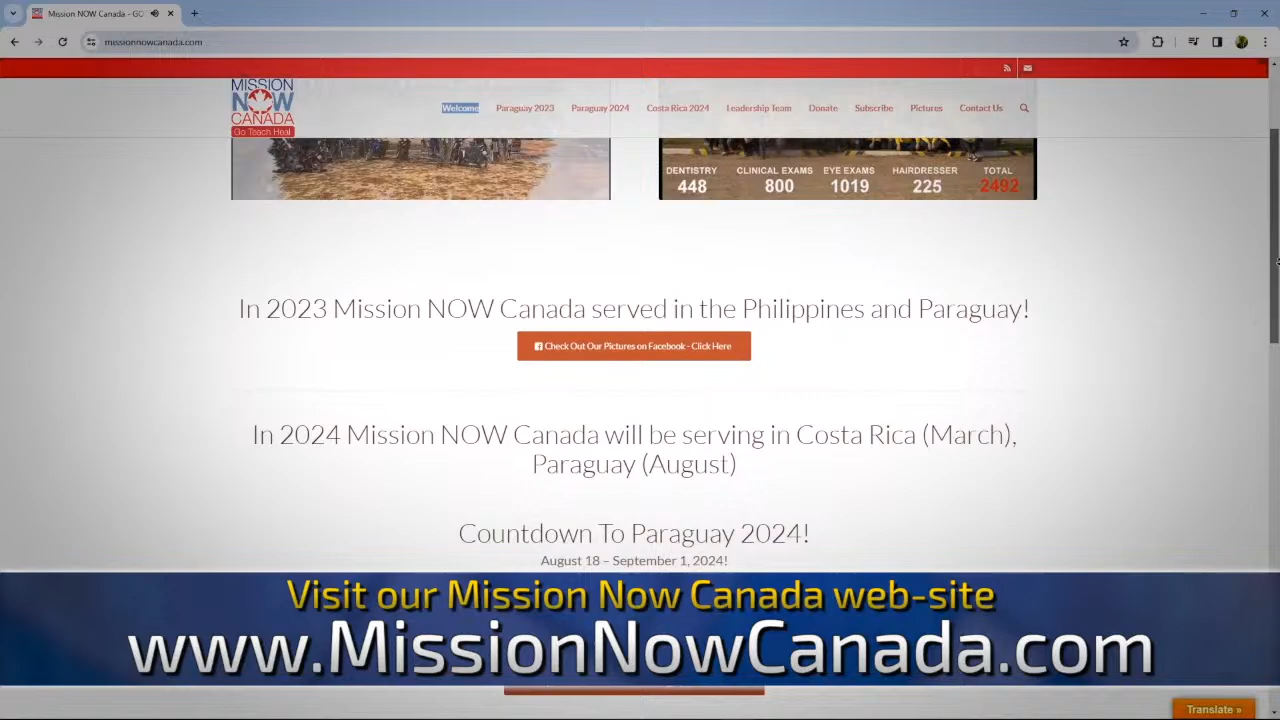 Mission NOW Canada - GO
missionnowcanada.com
MISSION
NOW
CANADA
Go Teach Heal
Welcome
Paraguay 2023
Paraguay 2024
Costa Rica 2024
Leadership Team
Donate
Subscribe
Pictures
Contact Us
DENTISTRY
448
CLINICAL EXAMS
800
EYE EXAMS
1019
HAIRDRESSER
225
TOTAL
2492
In 2023 Mission NOW Canada served in the Philippines and Paraguay!
Check Out Our Pictures on Facebook - Click Here
In 2024 Mission NOW Canada will be serving in Costa Rica (March),
Paraguay (August)
Countdown To Paraguay 2024!
August 18 – September 1, 2024!
Visit our Mission Now Canada web-site
www.MissionNowCanada.com
Translate »